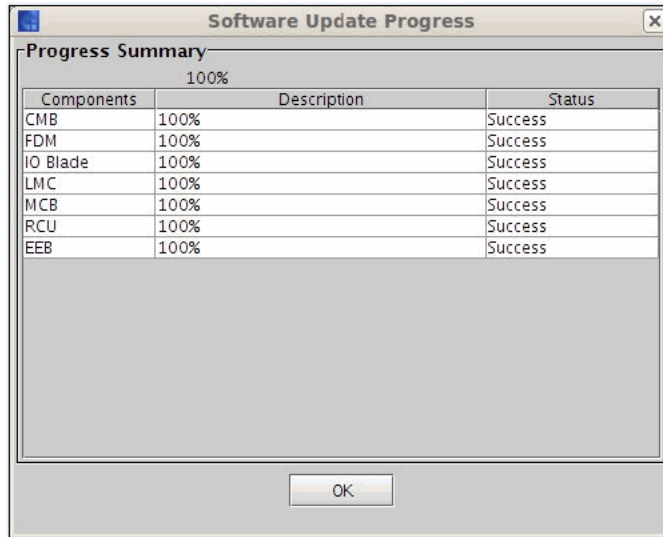 Software Update Progress
Progress Summary
100%
Components Description Status
CMB 100% Success
FDM 100% Success
IO Blade 100% Success
LMC 100% Success
MCB 100% Success
RCU 100% Success
EEB 100% Success
OK